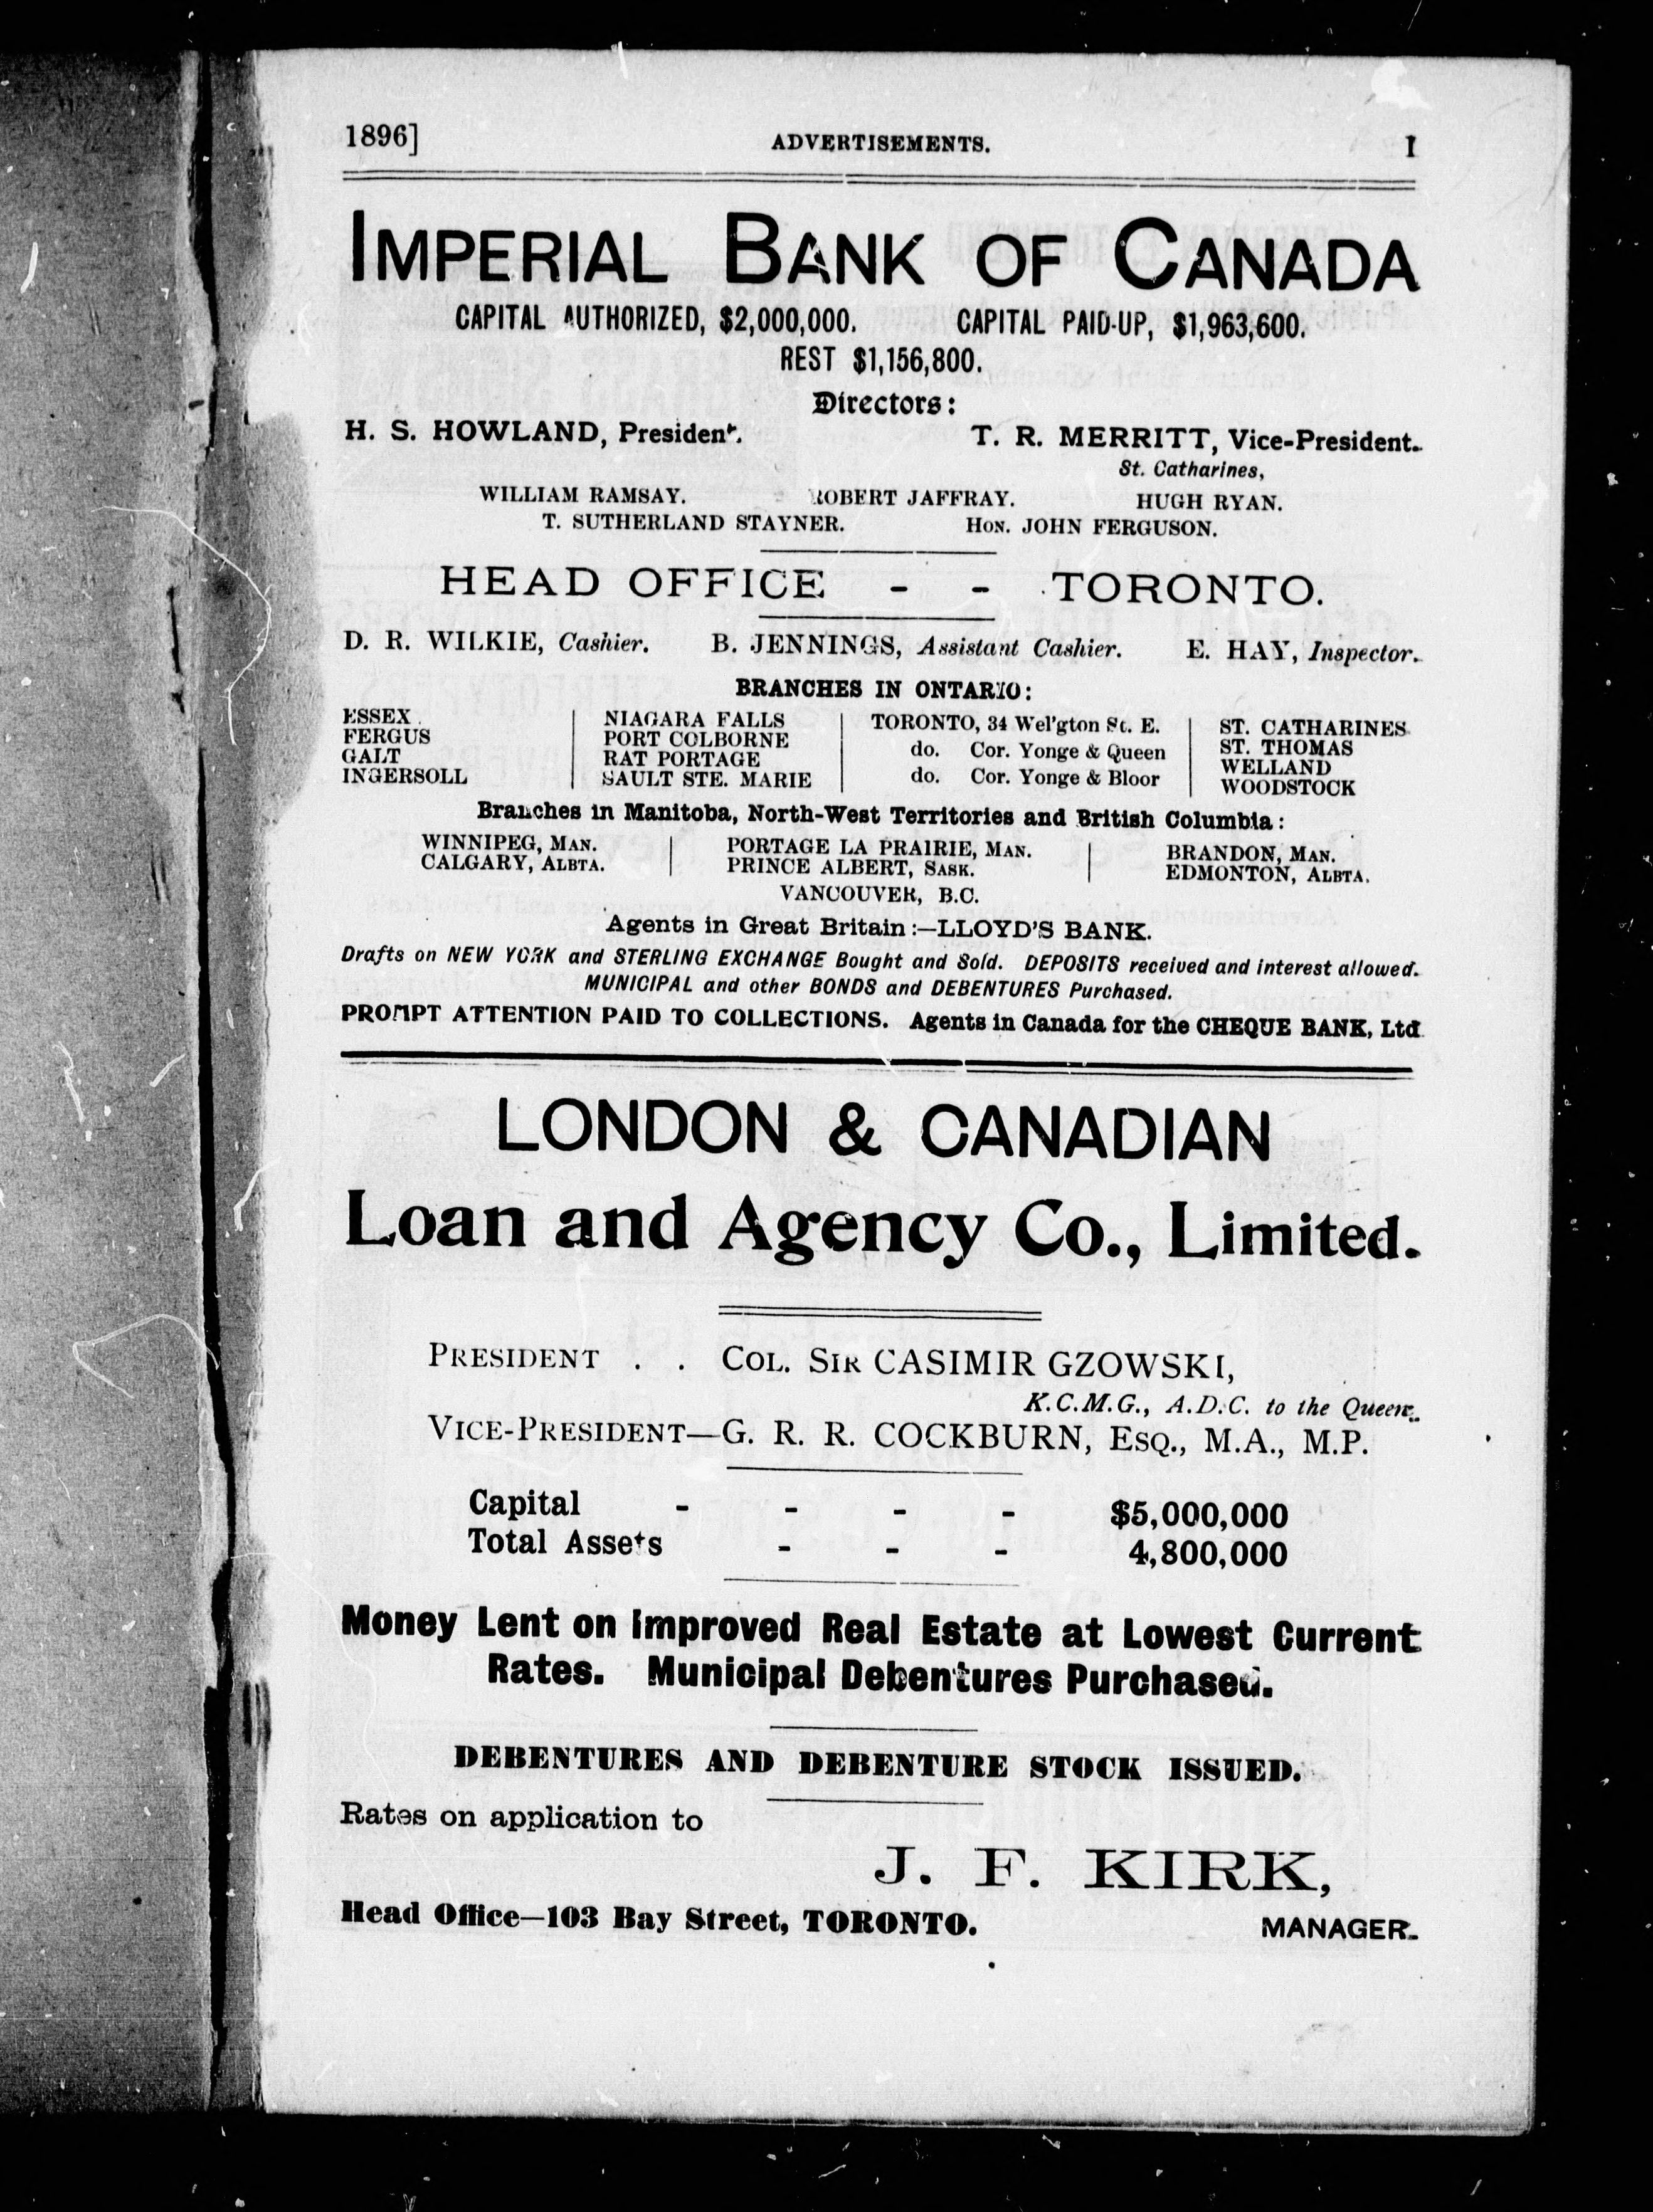 1896] ADVERTISEMENTS. I
IMPERIAL BANK OF CANADA
CAPITAL AUTHORIZED, $2,000,000. CAPITAL PAID-UP, $1,963,600.
REST $1,156,800.
Directors:
H. S. HOWLAND, President. T. R. MERRITT, Vice-President.
St. Catharines,
WILLIAM RAMSAY. ROBERT JAFFRAY. HUGH RYAN.
T. SUTHERLAND STAYNER. HON. JOHN FERGUSON.
HEAD OFFICE - - TORONTO.
D. R. WILKIE, Cashier. B. JENNINGS, Assistant Cashier. E. HAY, Inspector.
BRANCHES IN ONTARIO:
ESSEX NIAGARA FALLS TORONTO, 34 Wel'gton St. E. ST. CATHARINES
FERGUS PORT COLBORNE do. Cor. Yonge & Queen ST. THOMAS
GALT RAT PORTAGE do. Cor. Yonge & Bloor WELLAND
INGERSOLL SAULT STE. MARIE WOODSTOCK
Branches in Manitoba, North-West Territories and British Columbia:
WINNIPEG, MAN. PORTAGE LA PRAIRIE, MAN. BRANDON, MAN.
CALGARY, ALBTA. PRINCE ALBERT, SASK. EDMONTON, ALBTA.
VANCOUVER, B.C.
Agents in Great Britain:—LLOYD'S BANK.
Drafts on NEW YORK and STERLING EXCHANGE Bought and Sold. DEPOSITS received and interest allowed.
MUNICIPAL and other BONDS and DEBENTURES Purchased.
PROMPT ATTENTION PAID TO COLLECTIONS. Agents in Canada for the CHEQUE BANK, Ltd.
LONDON & CANADIAN
Loan and Agency Co., Limited.
PRESIDENT . . COL. SIR CASIMIR GZOWSKI,
K.C.M.G., A.D.C. to the Queen.
VICE-PRESIDENT—G. R. R. COCKBURN, ESQ., M.A., M.P.
Capital - - - - $5,000,000
Total Assets - - - 4,800,000
Money Lent on Improved Real Estate at Lowest Current
Rates. Municipal Debentures Purchased.
DEBENTURES AND DEBENTURE STOCK ISSUED.
Rates on application to
J. F. KIRK,
Head Office—103 Bay Street, TORONTO. MANAGER.